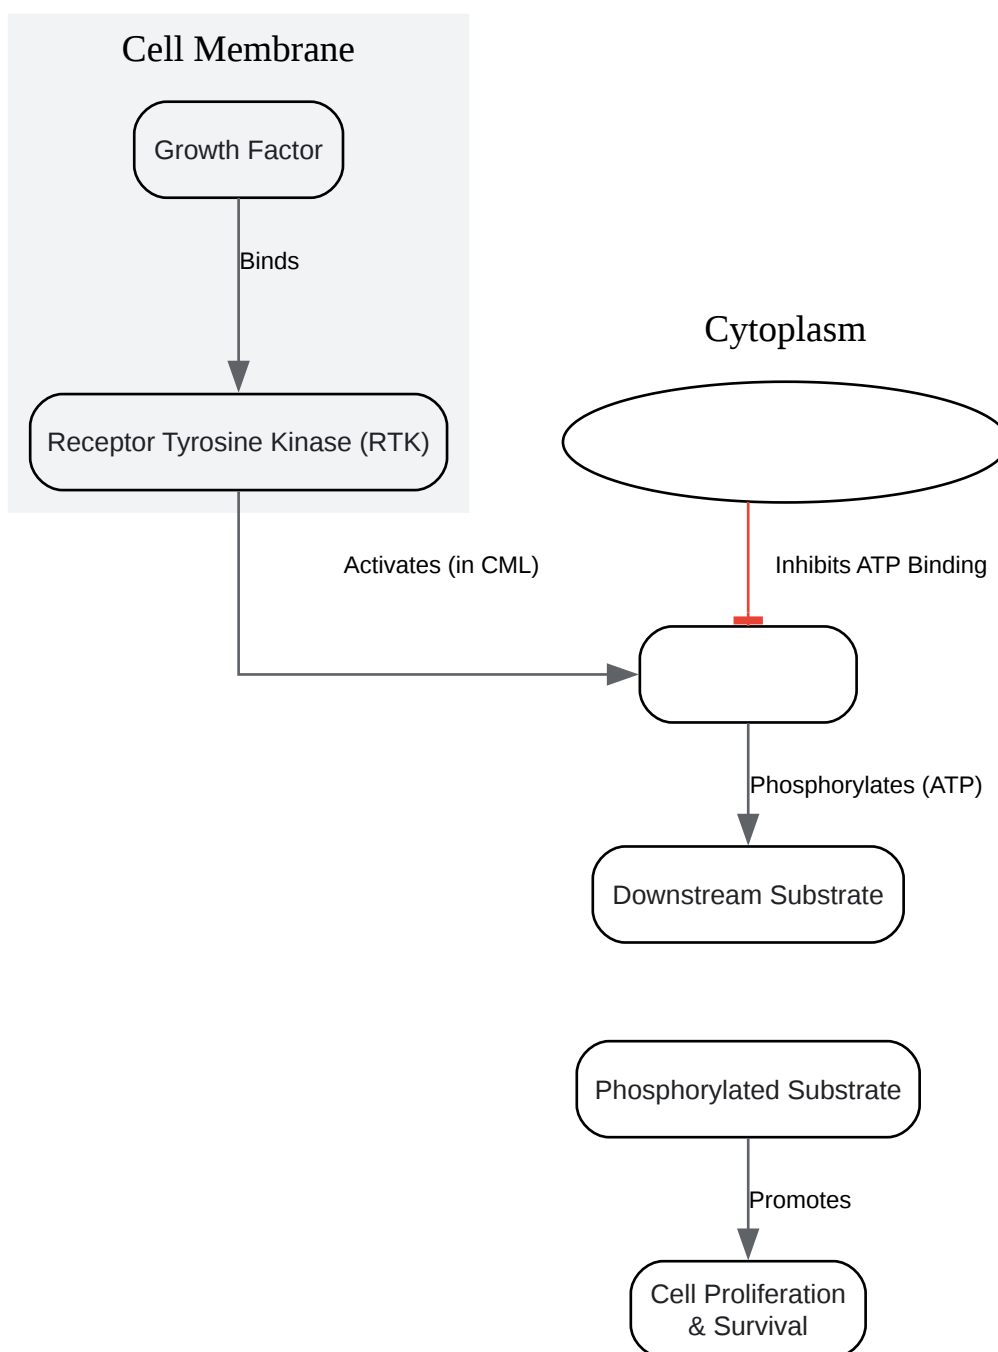 Cell Membrane
Growth Factor
Binds
Receptor Tyrosine Kinase (RTK)
Cytoplasm
Activates (in CML)
Inhibits ATP Binding
Phosphorylates (ATP)
Downstream Substrate
Phosphorylated Substrate
Promotes
Cell Proliferation
& Survival